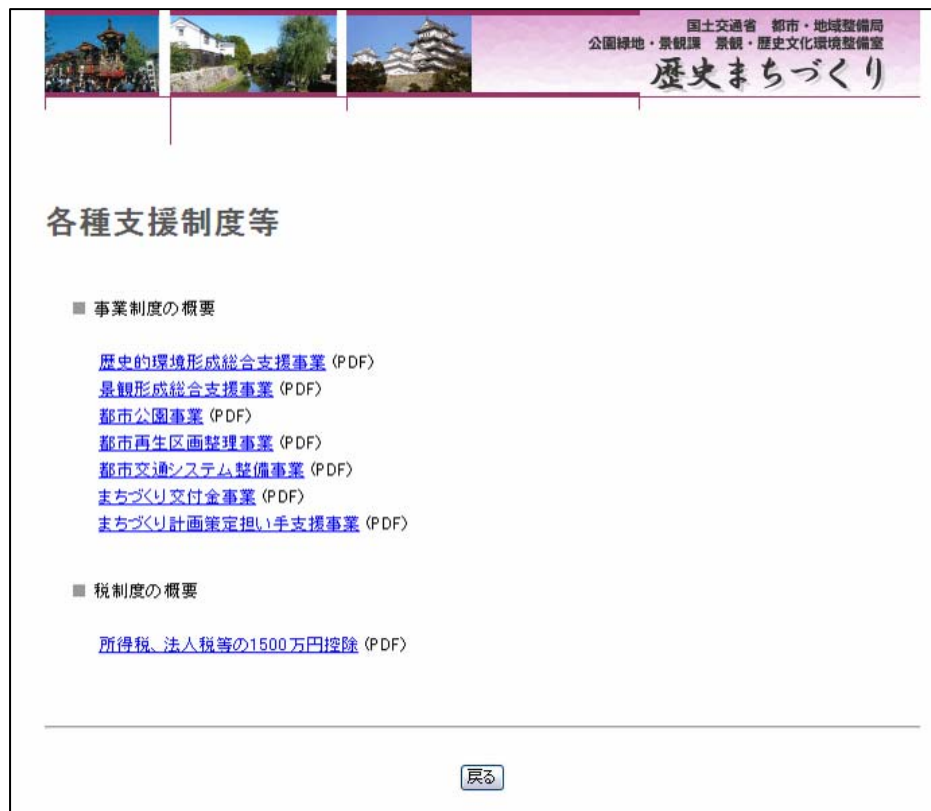 国土交通省 都市・地域整備局
公園緑地・景観課 景観・歴史文化環境整備室
歴史まちづくり
各種支援制度等
■ 事業制度の概要
歴史的環境形成総合支援事業 (PDF)
景観形成総合支援事業 (PDF)
都市公園事業 (PDF)
都市再生区画整理事業 (PDF)
都市交通システム整備事業 (PDF)
まちづくり交付金事業 (PDF)
まちづくり計画策定担い手支援事業 (PDF)
■ 税制度の概要
所得税、法人税等の1500万円控除 (PDF)
戻る